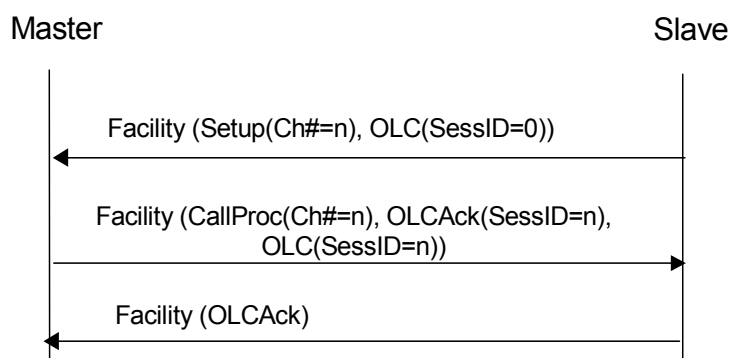 Master
Slave
Facility (Setup(Ch#=n), OLC(SessID=0))
Facility (CallProc(Ch#=n), OLCAck(SessID=n),
OLC(SessID=n))
Facility (OLCAck)